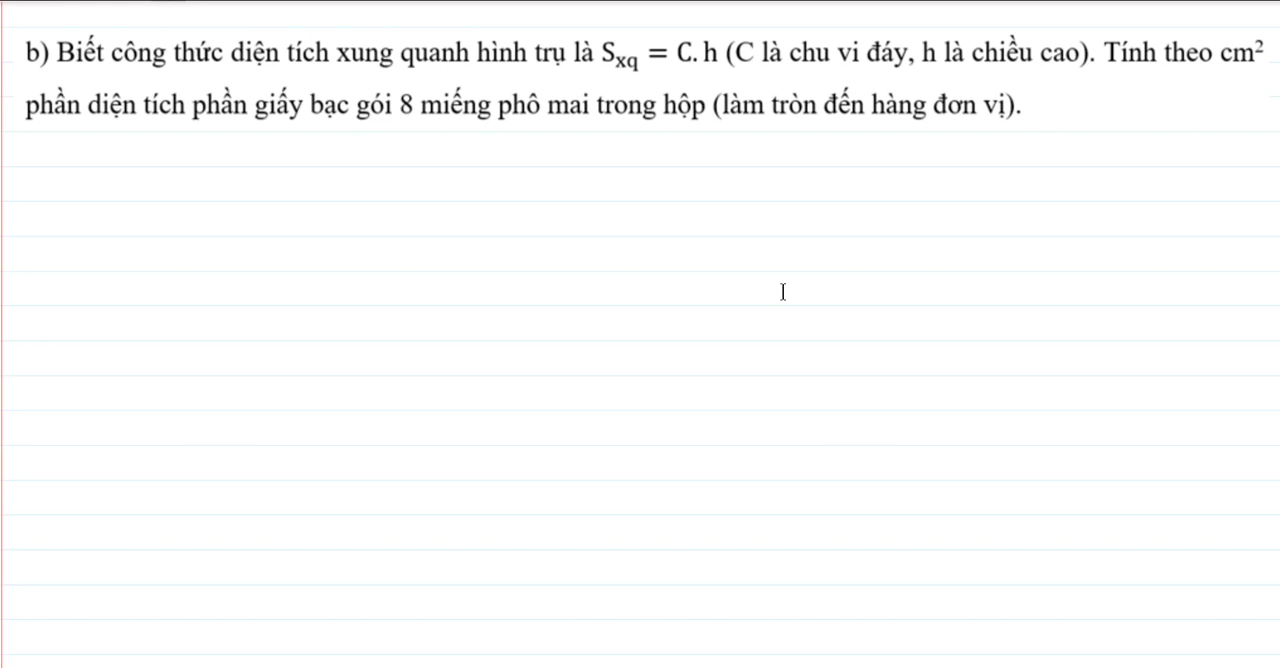 b) Biết công thức diện tích xung quanh hình trụ là Sxq = C. h (C là chu vi đáy, h là chiều cao). Tính theo cm²
phần diện tích phần giấy bạc gói 8 miếng phô mai trong hộp (làm tròn đến hàng đơn vị).